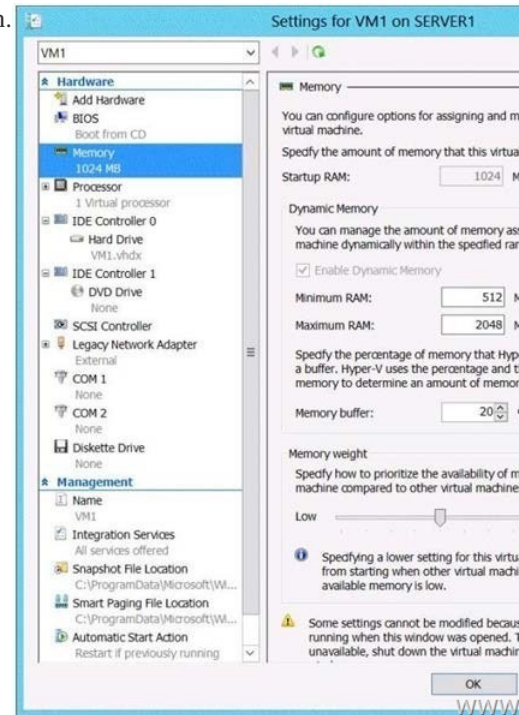 n.
Settings for VM1 on SERVER1
VM1
Hardware
Add Hardware
BIOS
Boot from CD
Memory
1024 MB
Processor
1 Virtual processor
IDE Controller 0
Hard Drive
VM1.vhdx
IDE Controller 1
DVD Drive
None
SCSI Controller
Legacy Network Adapter
External
COM 1
None
COM 2
None
Diskette Drive
None
Management
Name
VM1
Integration Services
All services offered
Snapshot File Location
C:\ProgramData\Microsoft\Wi...
Smart Paging File Location
C:\ProgramData\Microsoft\Wi...
Automatic Start Action
Restart if previously running
Memory
You can configure options for assigning and m
virtual machine.
Specify the amount of memory that this virtua
Startup RAM: 1024 M
Dynamic Memory
You can manage the amount of memory ass
machine dynamically within the specified ran
Enable Dynamic Memory
Minimum RAM: 512 M
Maximum RAM: 2048 M
Specify the percentage of memory that Hype
a buffer. Hyper-V uses the percentage and t
memory to determine an amount of memor
Memory buffer: 20
Memory weight
Specify how to prioritize the availability of m
machine compared to other virtual machine
Low
Specifying a lower setting for this virtu
from starting when other virtual machi
available memory is low.
Some settings cannot be modified becaus
running when this window was opened. T
unavailable, shut down the virtual machin
OK
www